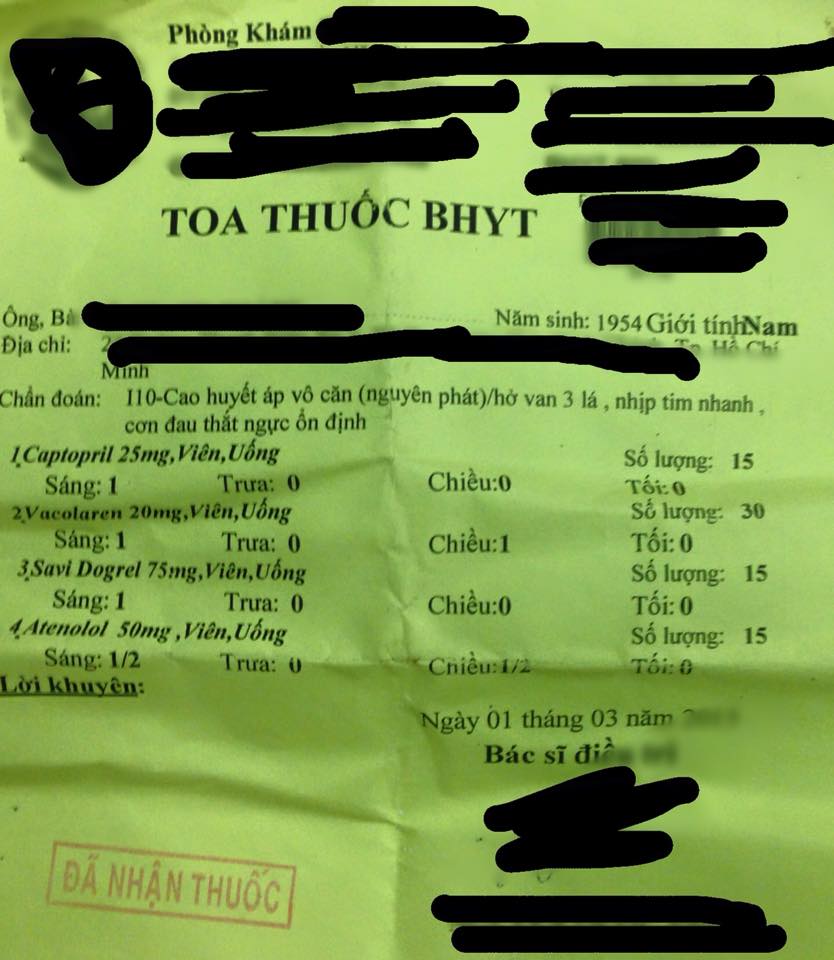 Phòng Khám
TOA THUỐC BHYT
Ông, Bà
Năm sinh: 1954 Giới tính Nam
Địa chỉ: 2
Tp. Hồ Chí
Minh
Chẩn đoán: I10-Cao huyết áp vô căn (nguyên phát)/hở van 3 lá , nhịp tim nhanh ,
cơn đau thắt ngực ổn định
1,Captopril 25mg,Viên,Uống Số lượng: 15
Sáng: 1 Trưa: 0 Chiều:0 Tối: 0
2,Vacolaren 20mg,Viên,Uống Số lượng: 30
Sáng: 1 Trưa: 0 Chiều:1 Tối: 0
3,Savi Dogrel 75mg,Viên,Uống Số lượng: 15
Sáng: 1 Trưa: 0 Chiều:0 Tối: 0
4,Atenolol 50mg ,Viên,Uống Số lượng: 15
Sáng: 1/2 Trưa: 0 Chiều:1/2 Tối: 0
Lời khuyên:
Ngày 01 tháng 03 năm
Bác sĩ điều trị
ĐÃ NHẬN THUỐC